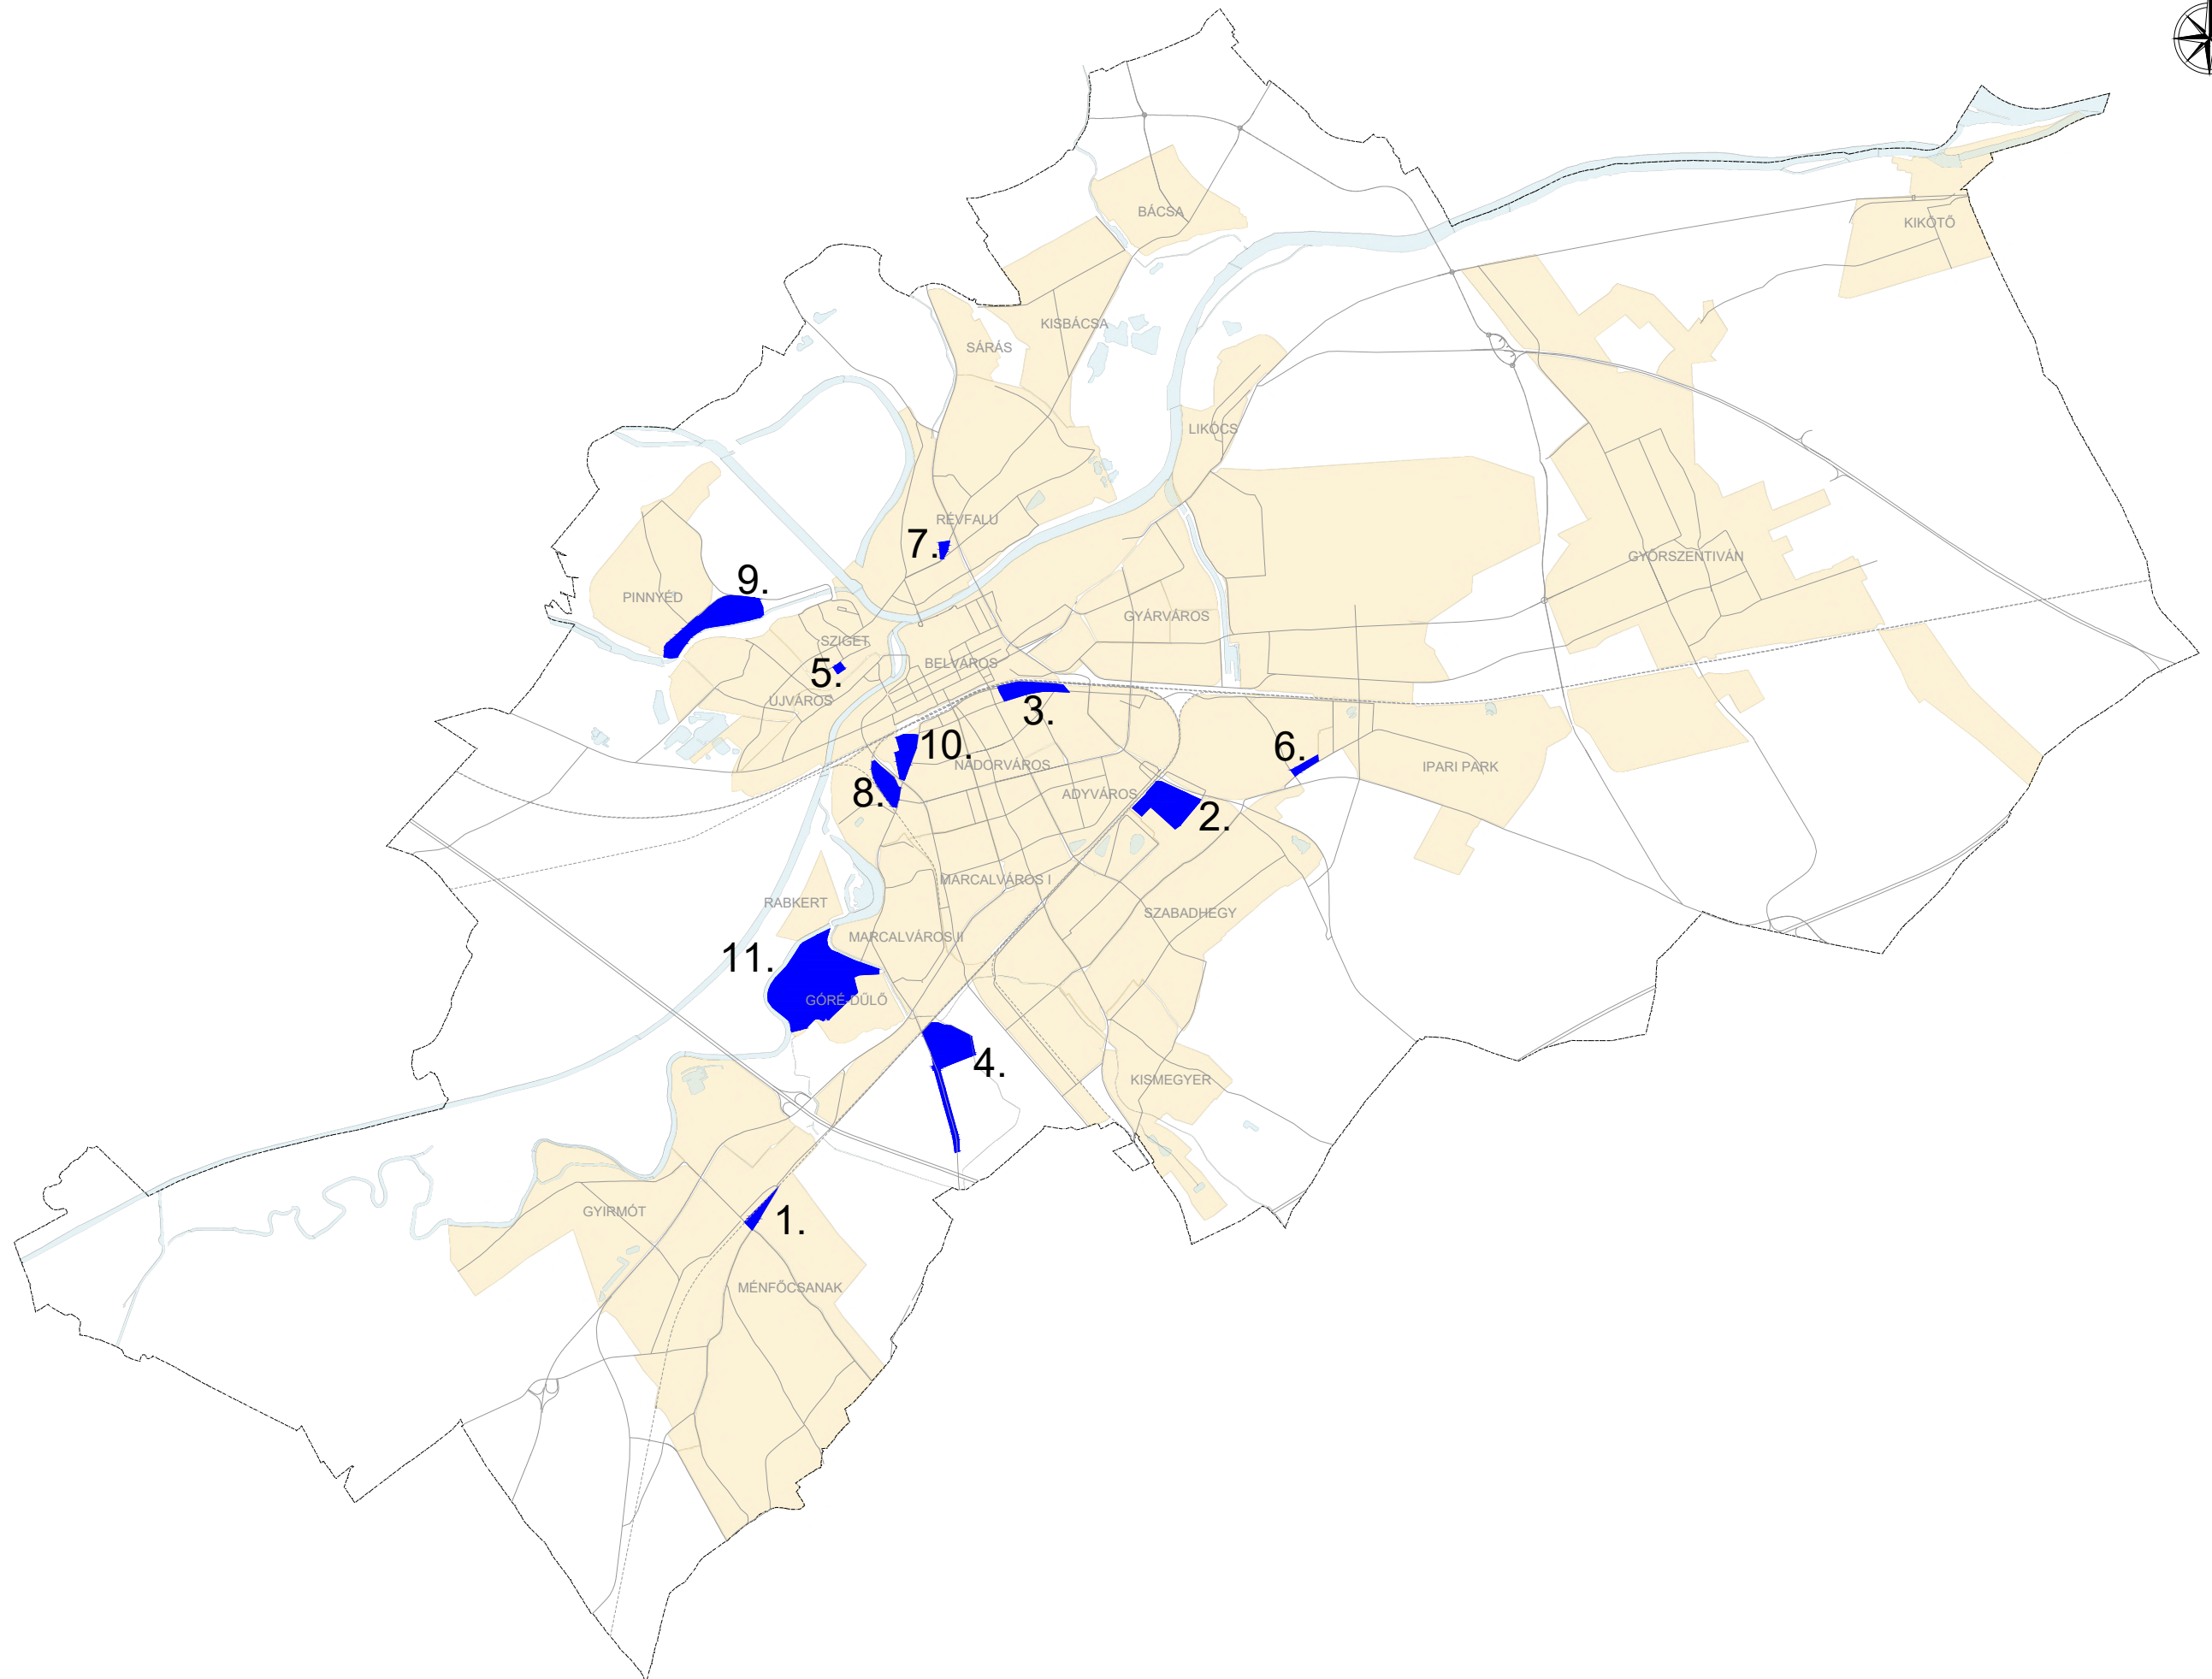 BÁCSA
KIKÖTŐ
KISBÁCSA
SÁRÁS
LIKÓCS
RÉVFALU
7.
GYŐRSZENTIVÁN
9.
PINNYÉD
GYÁRVÁROS
SZIGET
BELVÁROS
5.
ÚJVÁROS
3.
10.
6.
NÁDORVÁROS
IPARI PARK
8.
ADYVÁROS
2.
MARCALVÁROS I
RABKERT
SZABADHEGY
MARCALVÁROS II
11.
GÓRÉ DŰLŐ
4.
KISMEGYER
GYIRMÓT
1.
MÉNFŐCSANAK